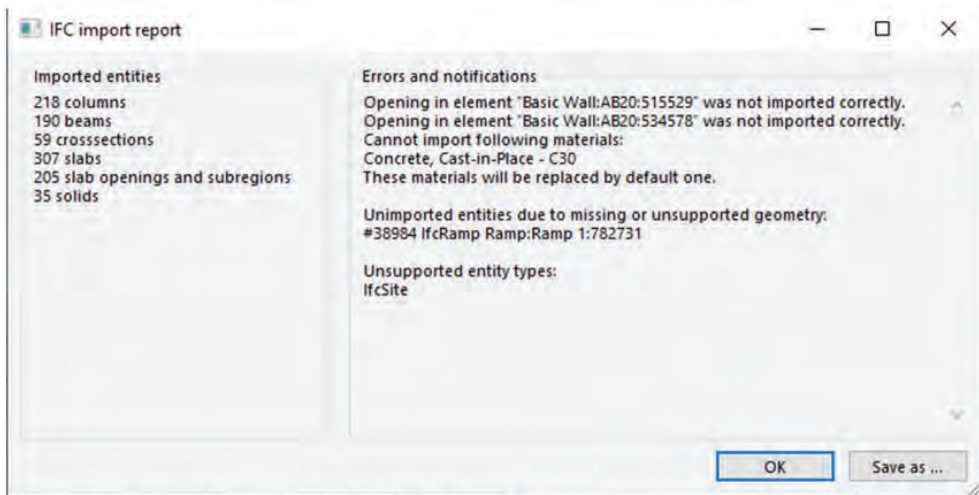 IFC import report
Imported entities
218 columns
190 beams
59 crosssections
307 slabs
205 slab openings and subregions
35 solids
Errors and notifications
Opening in element "Basic Wall:AB20:515529" was not imported correctly.
Opening in element "Basic Wall:AB20:534578" was not imported correctly.
Cannot import following materials:
Concrete, Cast-in-Place - C30
These materials will be replaced by default one.
Unimported entities due to missing or unsupported geometry:
#38984 IfcRamp Ramp:Ramp 1:782731
Unsupported entity types:
IfcSite
OK
Save as ...